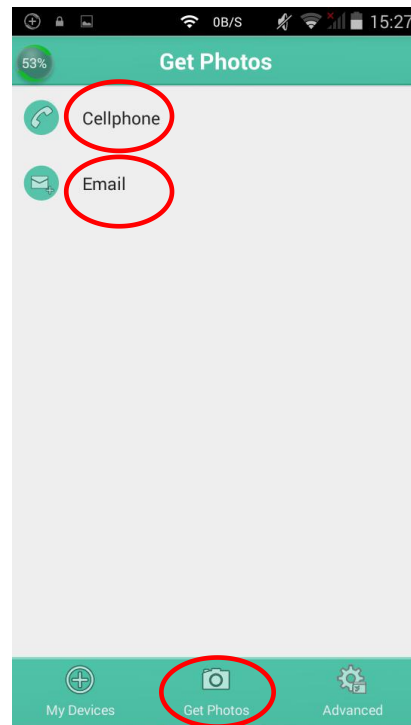 0B/S 15:27
53% Get Photos
Cellphone
Email
My Devices Get Photos Advanced